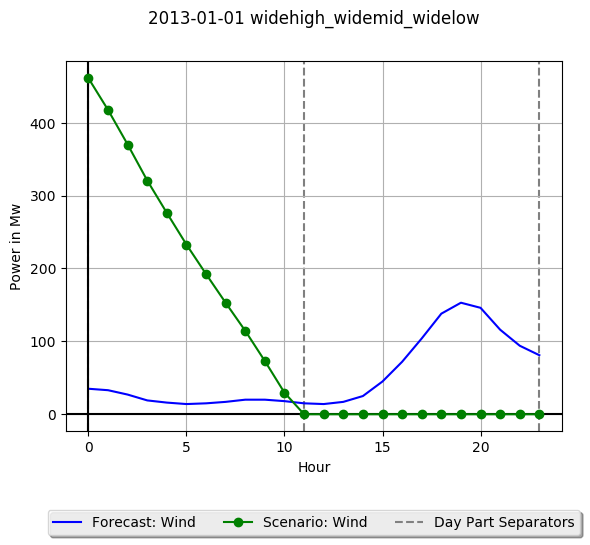 2013-01-01 widehigh_widemid_widelow
Power in Mw
400
300
200
100
0
0 5 10 15 20
Hour
Forecast: Wind Scenario: Wind Day Part Separators